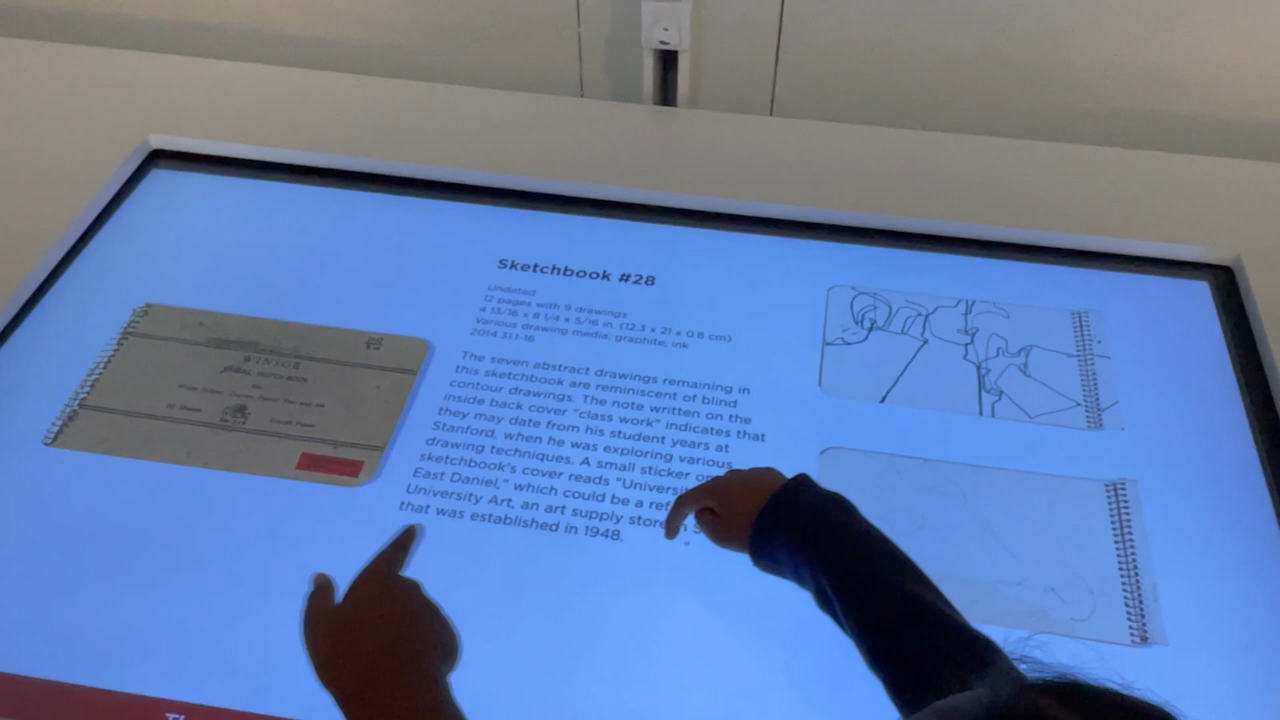 Sketchbook #28
Undated
12 pages with 9 drawings
4 13/16 x 8 1/4 x 5/16 in. (12.3 x 21 x 0.8 cm)
Various drawing media; graphite; ink
2014.31.1-16
The seven abstract drawings remaining in
this sketchbook are reminiscent of blind
contour drawings. The note written on the
inside back cover "class work" indicates that
they may date from his student years at
Stanford, when he was exploring various
drawing techniques. A small sticker on
sketchbook's cover reads "Universi
East Daniel," which could be a ref
University Art, an art supply store in S
that was established in 1948.
WINSOR